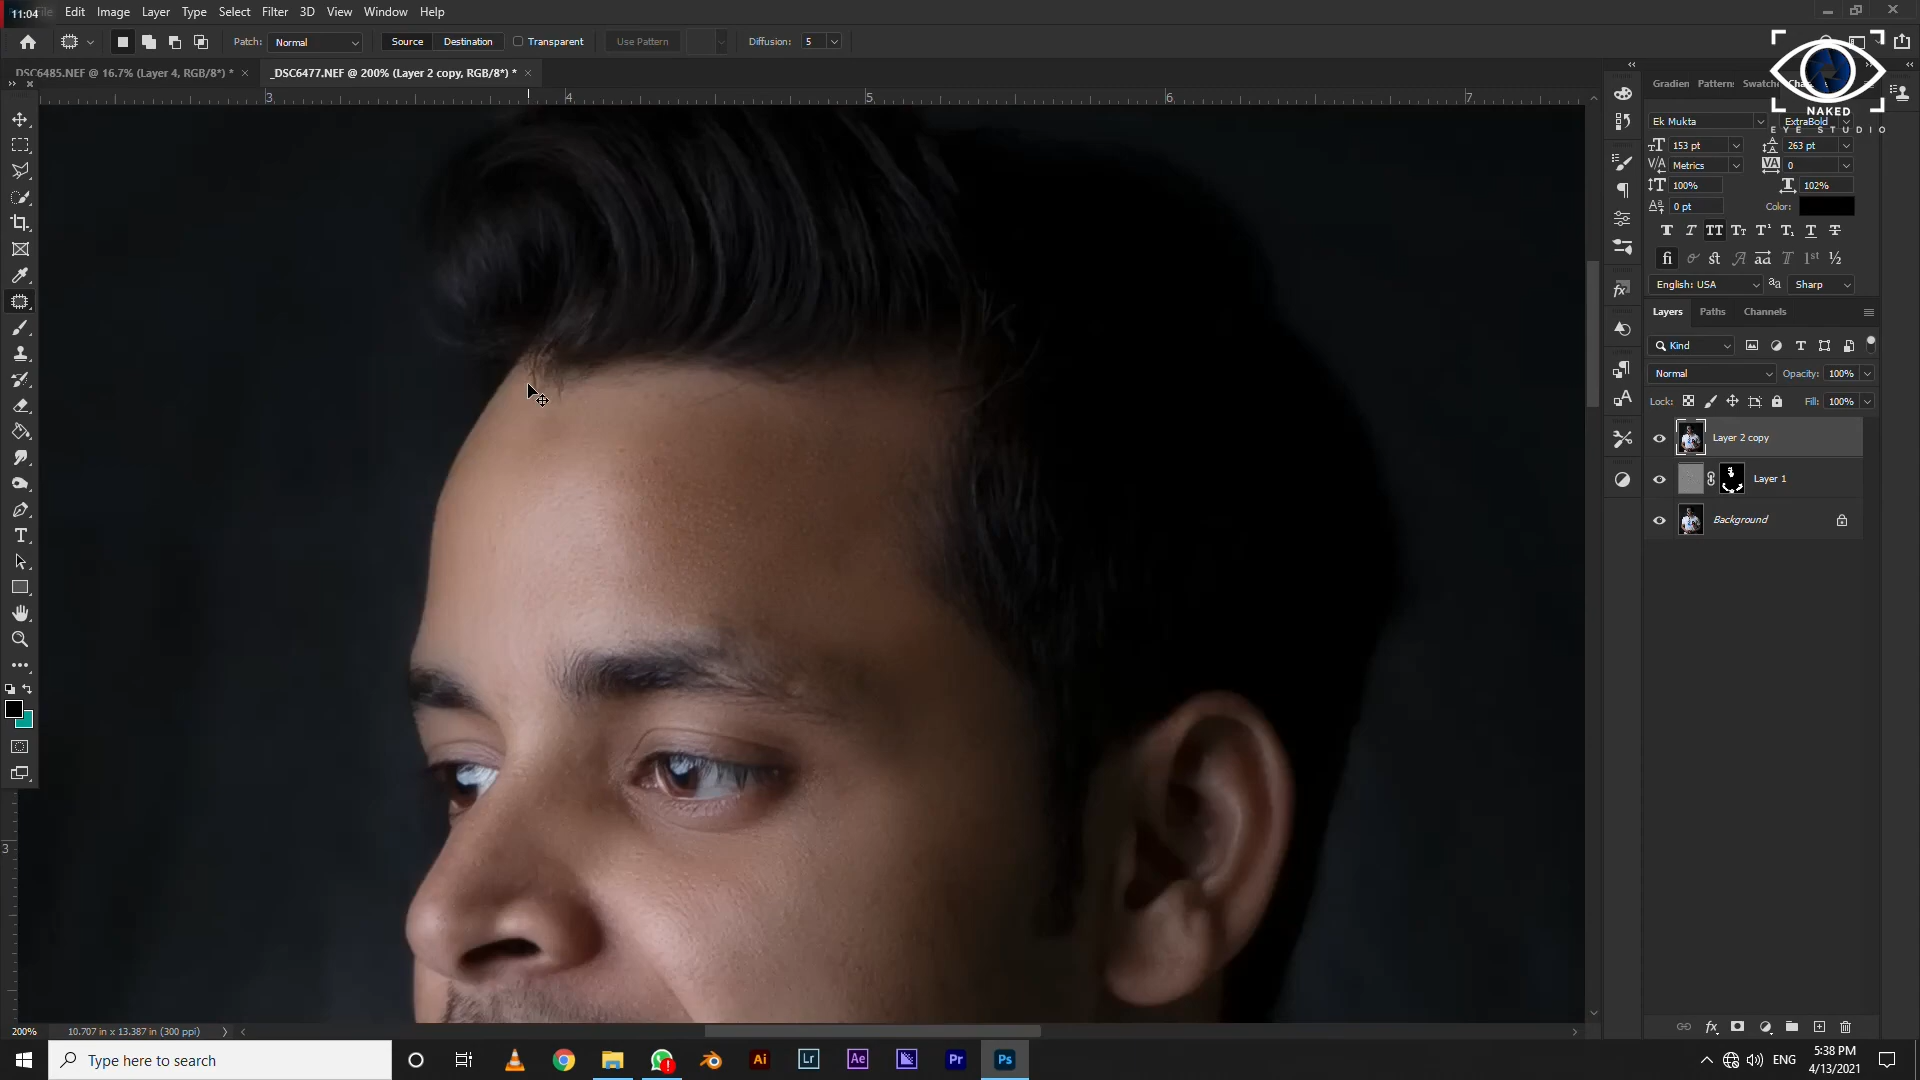 11:04
Edit Image Layer Type Select Filter 3D View Window Help
Patch: Normal Source Destination Transparent Use Pattern Diffusion: 5
_DSC6485.NEF @ 16.7% (Layer 4, RGB/8*) *
_DSC6477.NEF @ 200% (Layer 2 copy, RGB/8*) *
3 4 5 6 7
3
NAKED
EYE STUDIO
Gradien Patterns Swatche
Ek Mukta ExtraBold
153 pt 263 pt
Metrics 0
100% 102%
0 pt Color:
English: USA Sharp
Layers Paths Channels
Kind
Normal Opacity: 100%
Lock: Fill: 100%
Layer 2 copy
Layer 1
Background
200% 10.707 in x 13.387 in (300 ppi)
Type here to search
Ai Lr Ae Pr Ps
ENG
5:38 PM
4/13/2021